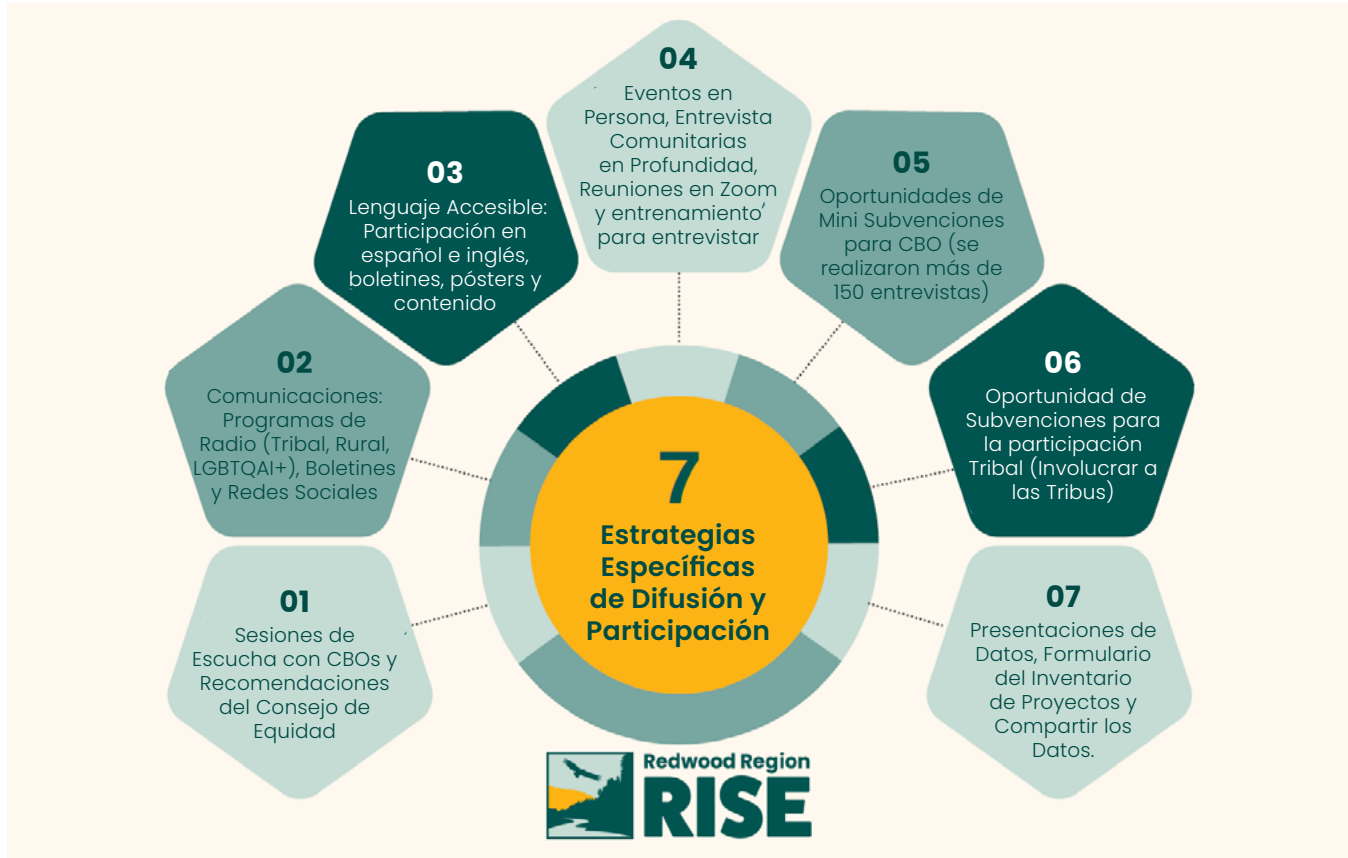 04
Eventos en
Persona, Entrevista
Comunitarias
en Profundidad,
Reuniones en Zoom
y entrenamiento
para entrevistar
03
Lenguaje Accesible:
Participación en
español e inglés,
boletines, pósters y
contenido
05
Oportunidades de
Mini Subvenciones
para CBO (se
realizaron más de
150 entrevistas)
02
Comunicaciones:
Programas de
Radio (Tribal, Rural,
LGBTQAI+), Boletines
y Redes Sociales
06
Oportunidad de
Subvenciones para
la participación
Tribal (Involucrar a
las Tribus)
7
Estrategias
Específicas
de Difusión y
Participación
01
Sesiones de
Escucha con CBOs y
Recomendaciones
del Consejo de
Equidad
07
Presentaciones de
Datos, Formulario
del Inventario
de Proyectos y
Compartir los
Datos.
Redwood Region
RISE